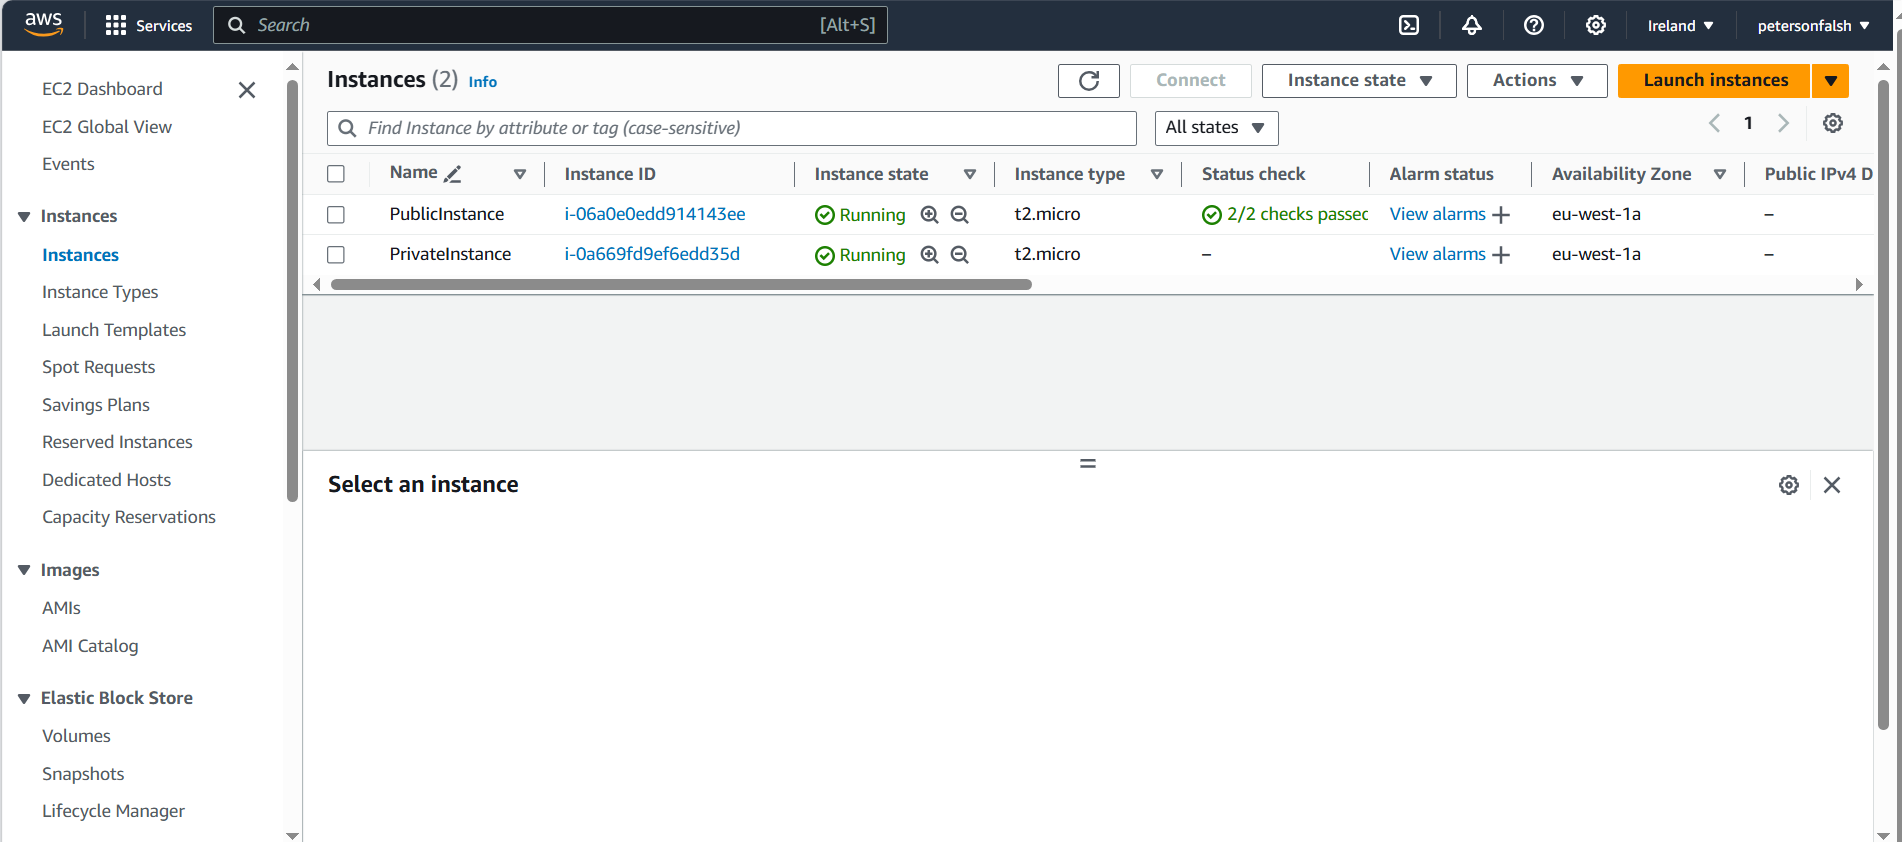 aws Services Search [Alt+S] Ireland petersonfalsh
EC2 Dashboard
EC2 Global View
Events
Instances
Instances
Instance Types
Launch Templates
Spot Requests
Savings Plans
Reserved Instances
Dedicated Hosts
Capacity Reservations
Images
AMIs
AMI Catalog
Elastic Block Store
Volumes
Snapshots
Lifecycle Manager
Instances (2) Info Connect Instance state Actions Launch instances
Find Instance by attribute or tag (case-sensitive) All states 1
Name Instance ID Instance state Instance type Status check Alarm status Availability Zone Public IPv4 D
PublicInstance i-06a0e0edd914143ee Running t2.micro 2/2 checks passec View alarms + eu-west-1a –
PrivateInstance i-0a669fd9ef6edd35d Running t2.micro – View alarms + eu-west-1a –
Select an instance